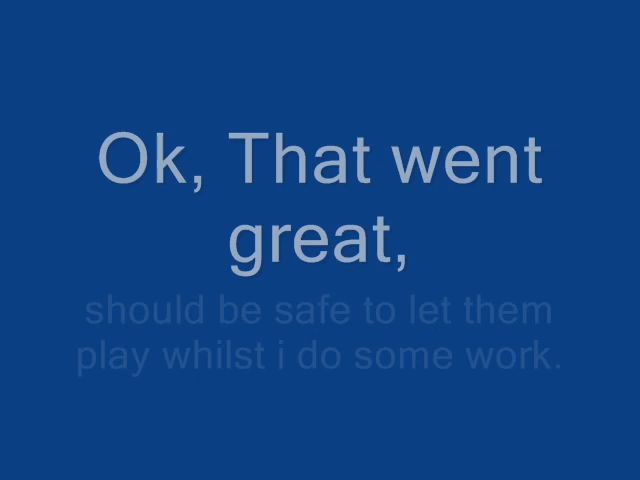 Ok, That went
great,
should be safe to let them
play whilst i do some work.